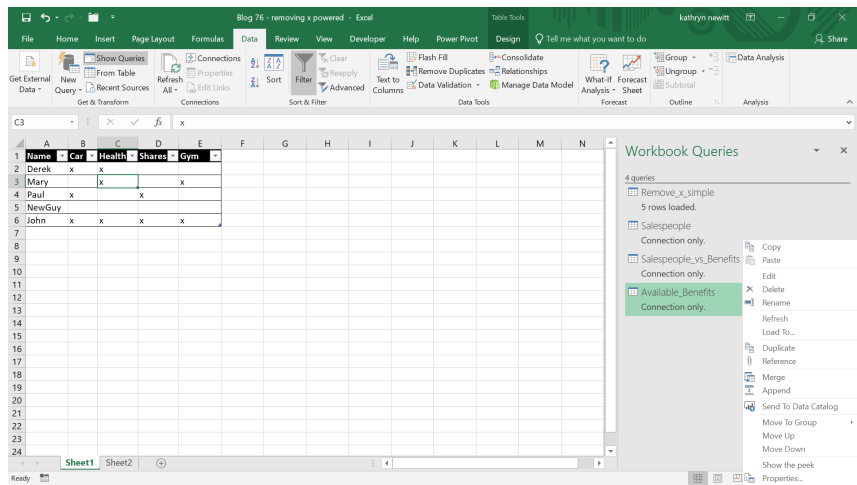 Blog 76 - removing x powered - Excel
Table Tools
kathryn newitt
File Home Insert Page Layout Formulas Data Review View Developer Help Power Pivot Design Tell me what you want to do Share
Get External Data
New Query
Show Queries
From Table
Recent Sources
Get & Transform
Refresh All
Connections
Properties
Edit Links
Connections
Sort
Filter
Clear
Reapply
Advanced
Sort & Filter
Text to Columns
Flash Fill
Remove Duplicates
Data Validation
Consolidate
Relationships
Manage Data Model
Data Tools
What-If Analysis
Forecast Sheet
Forecast
Group
Ungroup
Subtotal
Outline
Data Analysis
Analysis
C3 fx x
A B C D E F G H I J K L M N
1 Name Car Health Shares Gym
2 Derek x x
3 Mary x x
4 Paul x x
5 NewGuy
6 John x x x x
7
8
9
10
11
12
13
14
15
16
17
18
19
20
21
22
23
24
Workbook Queries
4 queries
Remove_x_simple
5 rows loaded.
Salespeople
Connection only.
Salespeople_vs_Benefits
Connection only.
Available_Benefits
Connection only.
Copy
Paste
Edit
Delete
Rename
Refresh
Load To...
Duplicate
Reference
Merge
Append
Send To Data Catalog
Move To Group
Move Up
Move Down
Show the peek
Properties...
Sheet1 Sheet2
Ready